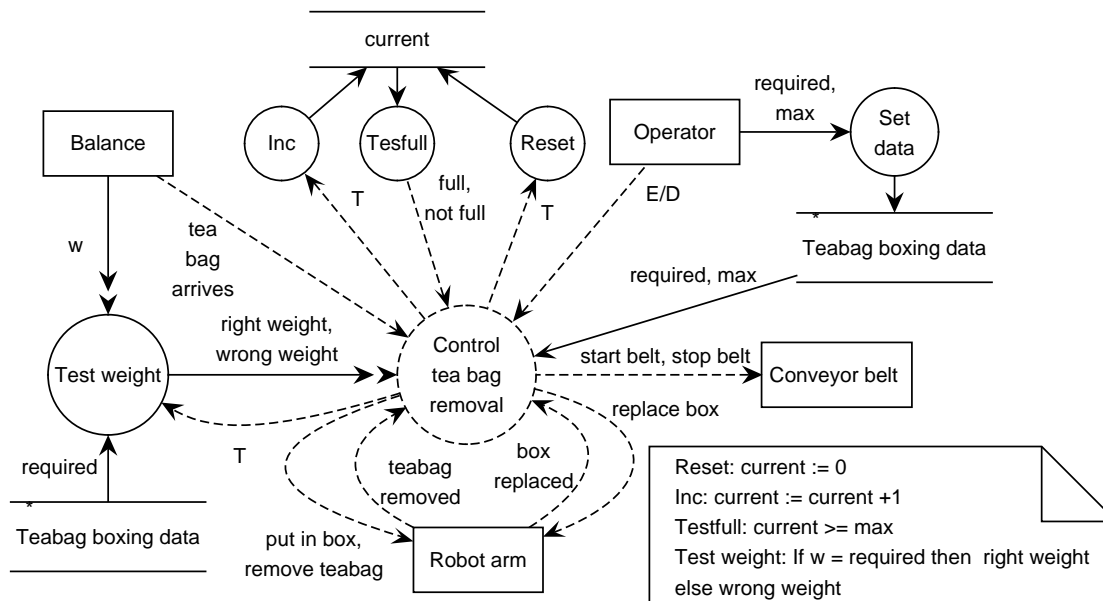 current
Balance
Inc
Tesfull
Reset
Operator
required,
max
Set
data
w
tea
bag
arrives
T
full,
not full
T
E/D
*
Teabag boxing data
required, max
Test weight
right weight,
wrong weight
Control
tea bag
removal
start belt, stop belt
Conveyor belt
replace box
T
required
*
Teabag boxing data
teabag
removed
box
replaced
put in box,
remove teabag
Robot arm
Reset: current := 0
Inc: current := current +1
Testfull: current >= max
Test weight: If w = required then right weight
else wrong weight